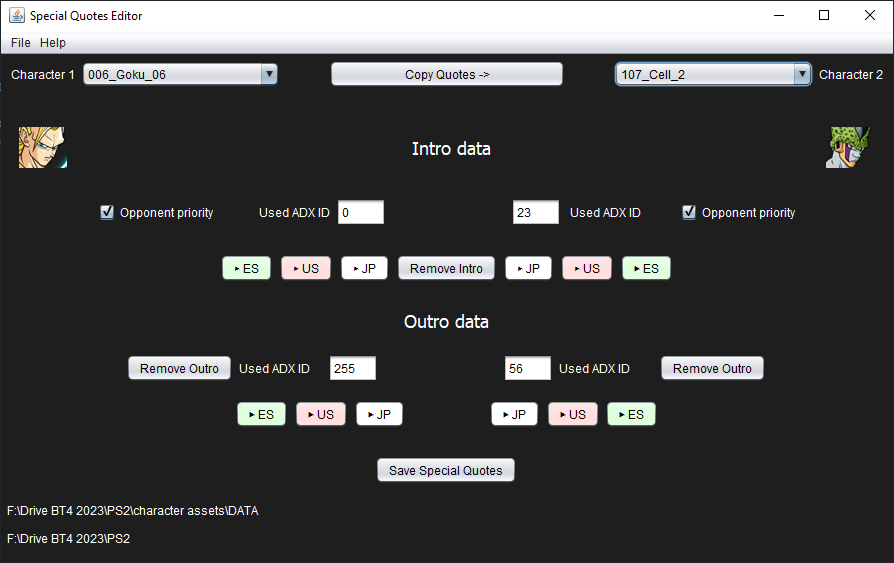 Special Quotes Editor
File Help
Character 1 006_Goku_06 Copy Quotes -> 107_Cell_2 Character 2
Intro data
Opponent priority Used ADX ID 0 23 Used ADX ID Opponent priority
▸ ES ▸ US ▸ JP Remove Intro ▸ JP ▸ US ▸ ES
Outro data
Remove Outro Used ADX ID 255 56 Used ADX ID Remove Outro
▸ ES ▸ US ▸ JP ▸ JP ▸ US ▸ ES
Save Special Quotes
F:\Drive BT4 2023\PS2\character assets\DATA
F:\Drive BT4 2023\PS2